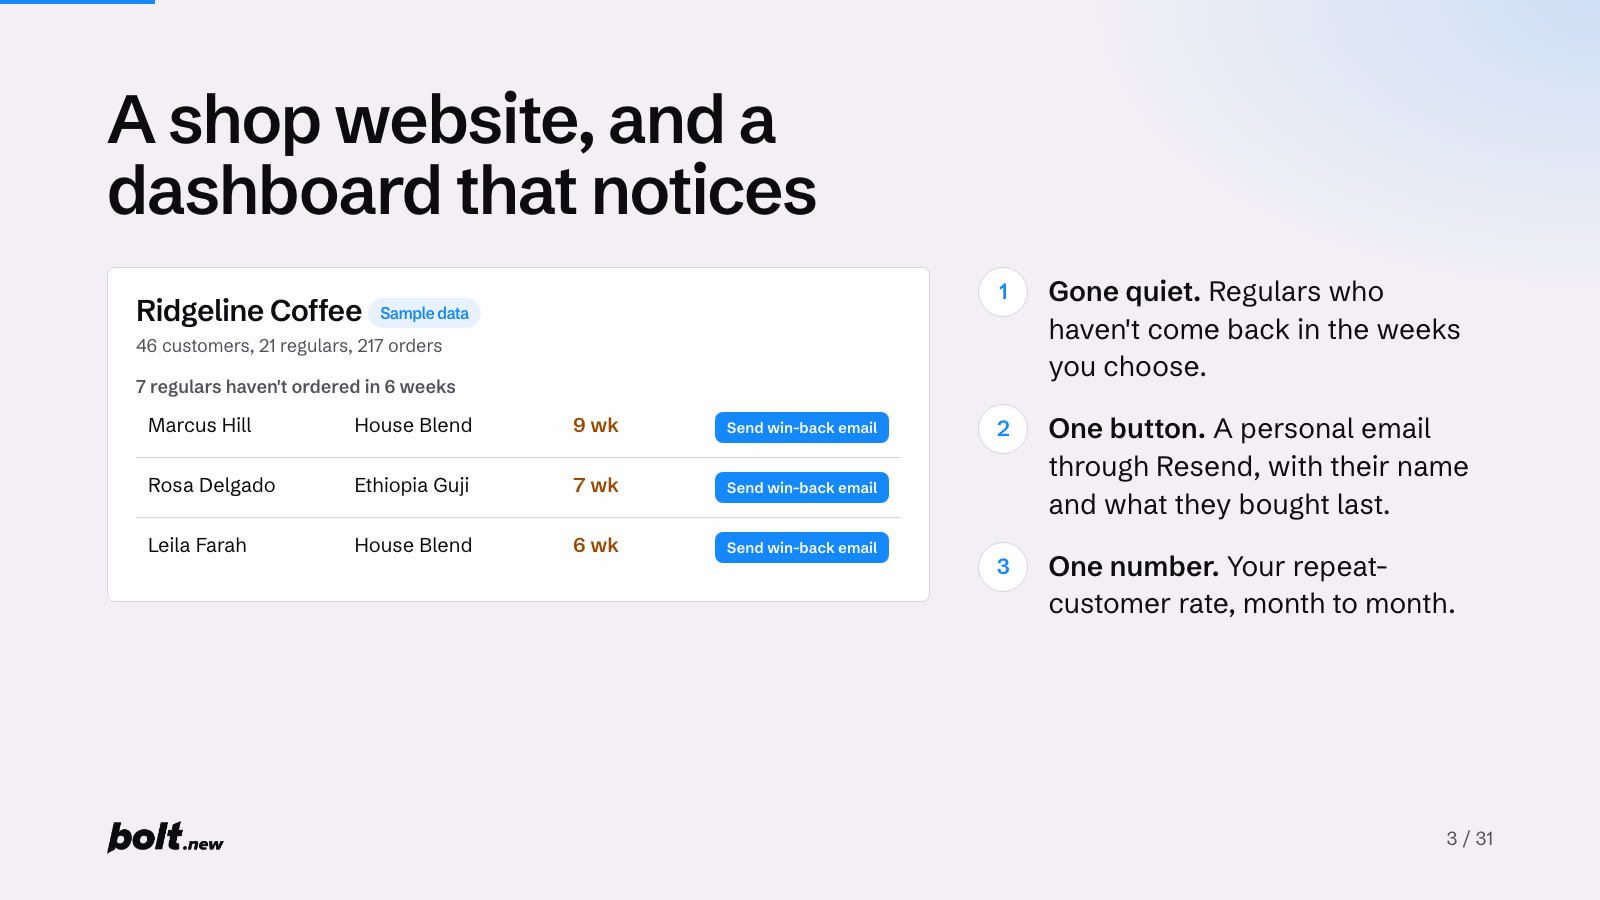 A shop website, and a
dashboard that notices
Ridgeline Coffee Sample data
46 customers, 21 regulars, 217 orders
7 regulars haven't ordered in 6 weeks
Marcus Hill House Blend 9 wk Send win-back email
Rosa Delgado Ethiopia Guji 7 wk Send win-back email
Leila Farah House Blend 6 wk Send win-back email
1 Gone quiet. Regulars who
haven't come back in the weeks
you choose.
2 One button. A personal email
through Resend, with their name
and what they bought last.
3 One number. Your repeat-
customer rate, month to month.
bolt.new
3 / 31